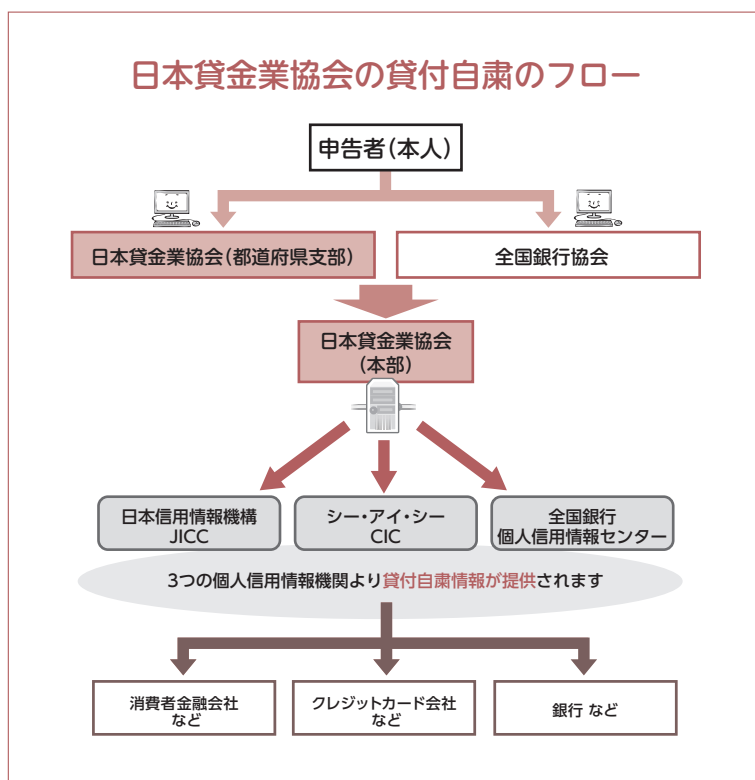 日本貸金業協会の貸付自粛のフロー
申告者(本人)
日本貸金業協会(都道府県支部)
全国銀行協会
日本貸金業協会
(本部)
日本信用情報機構
JICC
シー・アイ・シー
CIC
全国銀行
個人信用情報センター
3つの個人信用情報機関より貸付自粛情報が提供されます
消費者金融会社
など
クレジットカード会社
など
銀行 など